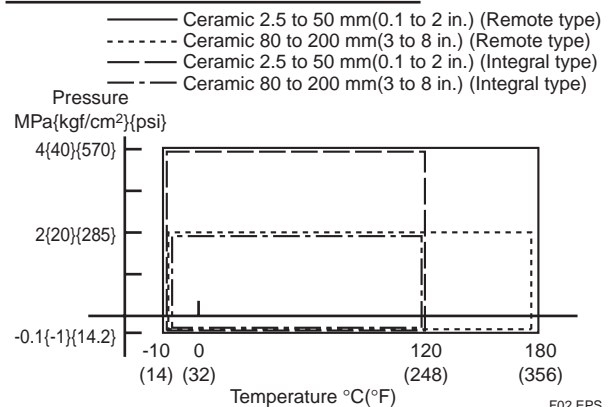 Ceramic 2.5 to 50 mm(0.1 to 2 in.) (Remote type)
Ceramic 80 to 200 mm(3 to 8 in.) (Remote type)
Ceramic 2.5 to 50 mm(0.1 to 2 in.) (Integral type)
Ceramic 80 to 200 mm(3 to 8 in.) (Integral type)
Pressure
MPa{kgf/cm²}{psi}
4{40}{570}
2{20}{285}
-0.1{-1}{14.2}
-10 0 120 180
(14) (32) (248) (356)
Temperature °C(°F)
F02.EPS